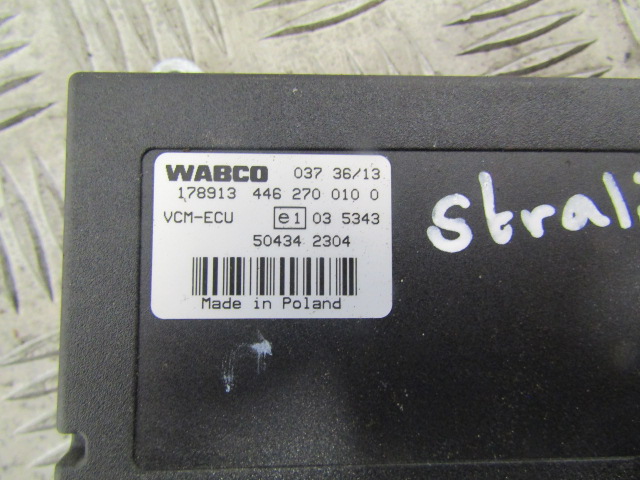 WABCO 037 36/13
178913 446 270 010 0
VCM-ECU e1 03 5343
50434 2304
Made in Poland
Strali